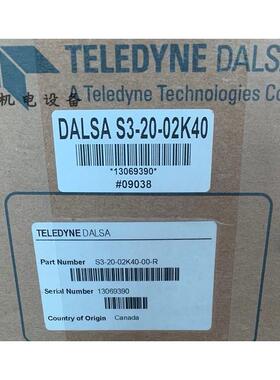 TELEDYNE DALS
A Teledyne Technologies Co
机电设备
DALSA S3-20-02K40
*13069390*
#09038
TELEDYNE DALSA
Part Number S3-20-02K40-00-R
Serial Number 13069390
Country of Origin Canada